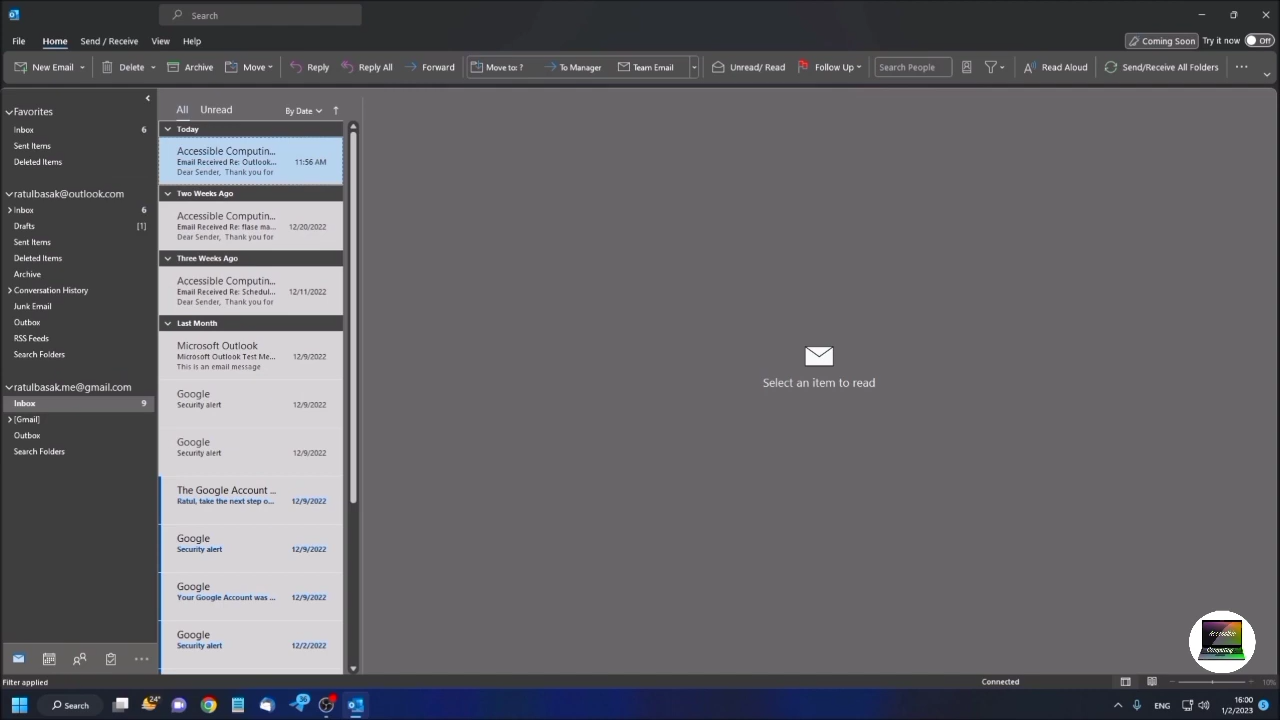 Search
File Home Send / Receive View Help Coming Soon Try it now Off
New Email Delete Archive Move Reply Reply All Forward Move to: ? To Manager Team Email Unread/ Read Follow Up Search People Read Aloud Send/Receive All Folders ...
Favorites
Inbox 6
Sent Items
Deleted Items
ratulbasak@outlook.com
Inbox 6
Drafts [1]
Sent Items
Deleted Items
Archive
Conversation History
Junk Email
Outbox
RSS Feeds
Search Folders
ratulbasak.me@gmail.com
Inbox 9
[Gmail]
Outbox
Search Folders
All Unread By Date
Today
Accessible Computin...
Email Received Re: Outlook... 11:56 AM
Dear Sender, Thank you for
Two Weeks Ago
Accessible Computin...
Email Received Re: flase ma... 12/20/2022
Dear Sender, Thank you for
Three Weeks Ago
Accessible Computin...
Email Received Re: Schedul... 12/11/2022
Dear Sender, Thank you for
Last Month
Microsoft Outlook
Microsoft Outlook Test Me... 12/9/2022
This is an email message
Google
Security alert 12/9/2022
Google
Security alert 12/9/2022
The Google Account ...
Ratul, take the next step o... 12/9/2022
Google
Security alert 12/9/2022
Google
Your Google Account was ... 12/9/2022
Google
Security alert 12/2/2022
Select an item to read
Accessible
Computing
Filter applied Connected 10%
Search 24° 36 ENG 16:00
1/2/2023 5